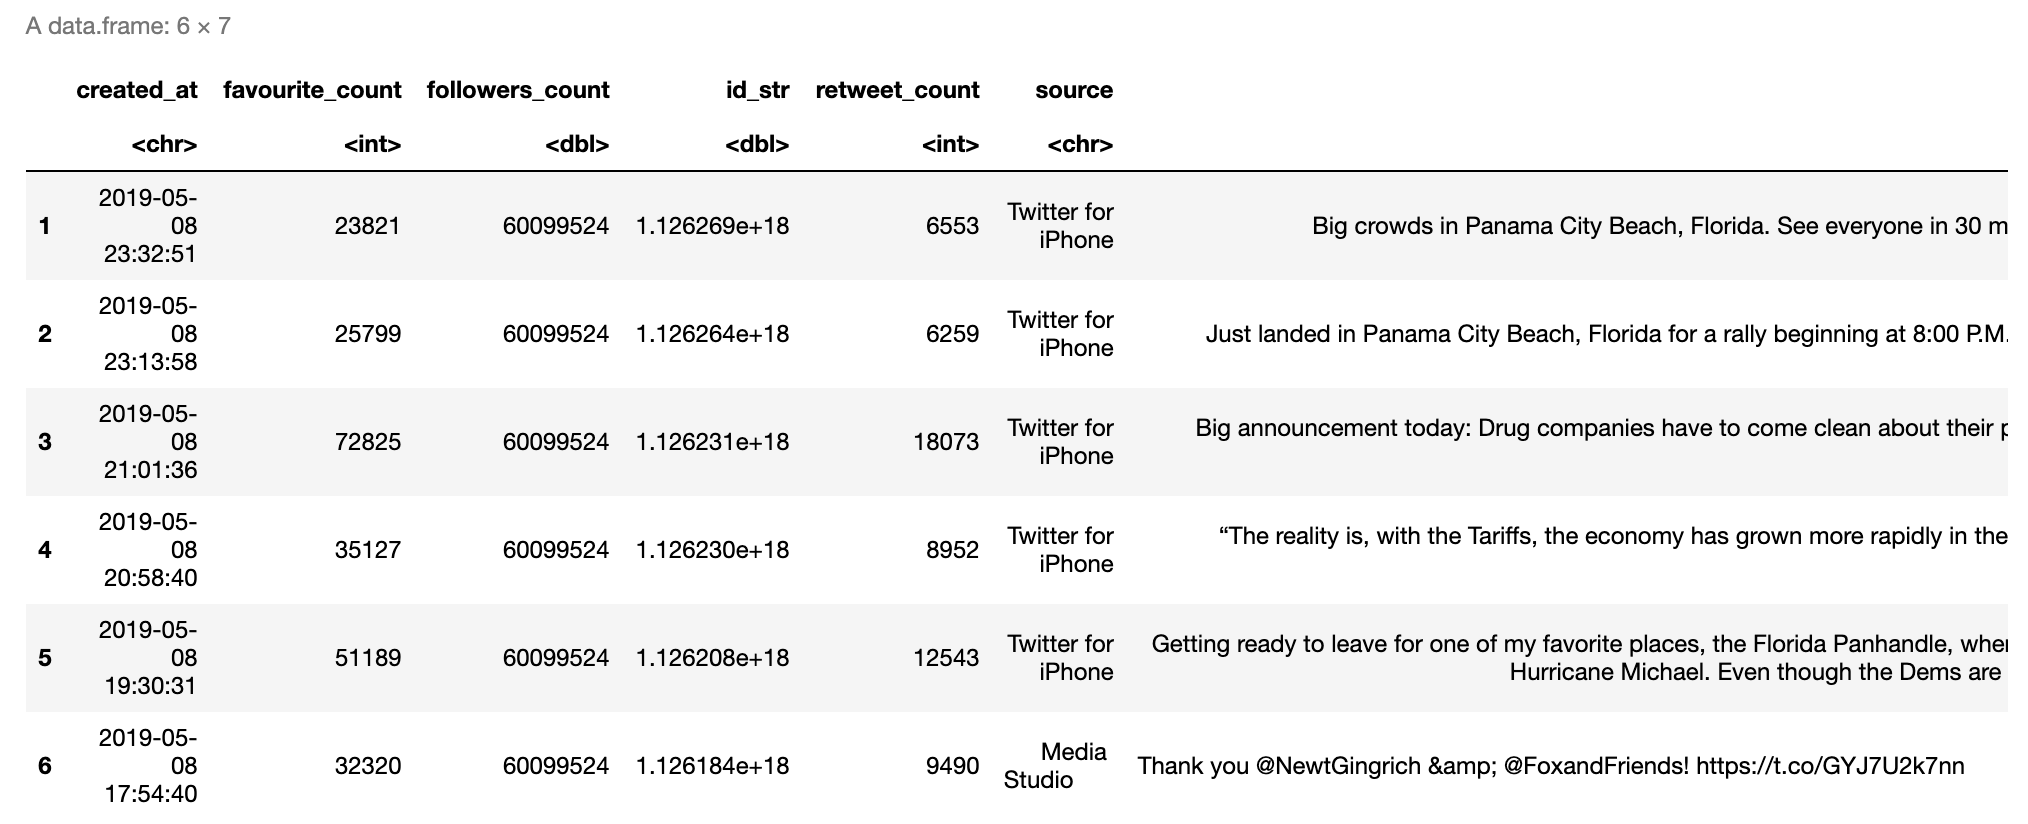 A data.frame: 6 × 7
created_at favourite_count followers_count id_str retweet_count source
<chr> <int> <dbl> <dbl> <int> <chr>
1 2019-05-08 23:32:51 23821 60099524 1.126269e+18 6553 Twitter for iPhone Big crowds in Panama City Beach, Florida. See everyone in 30 m
2 2019-05-08 23:13:58 25799 60099524 1.126264e+18 6259 Twitter for iPhone Just landed in Panama City Beach, Florida for a rally beginning at 8:00 P.M.
3 2019-05-08 21:01:36 72825 60099524 1.126231e+18 18073 Twitter for iPhone Big announcement today: Drug companies have to come clean about their p
4 2019-05-08 20:58:40 35127 60099524 1.126230e+18 8952 Twitter for iPhone “The reality is, with the Tariffs, the economy has grown more rapidly in the
5 2019-05-08 19:30:31 51189 60099524 1.126208e+18 12543 Twitter for iPhone Getting ready to leave for one of my favorite places, the Florida Panhandle, wher
Hurricane Michael. Even though the Dems are
6 2019-05-08 17:54:40 32320 60099524 1.126184e+18 9490 Media Studio Thank you @NewtGingrich &amp; @FoxandFriends! https://t.co/GYJ7U2k7nn